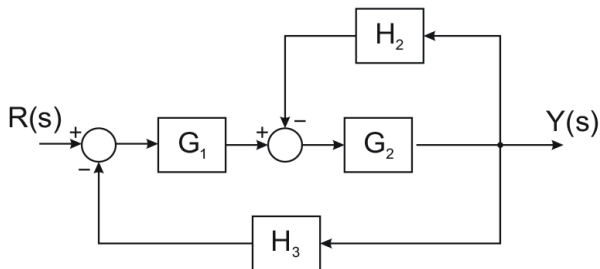 H₂
R(s)
+
−
G₁
+
−
G₂
Y(s)
H₃